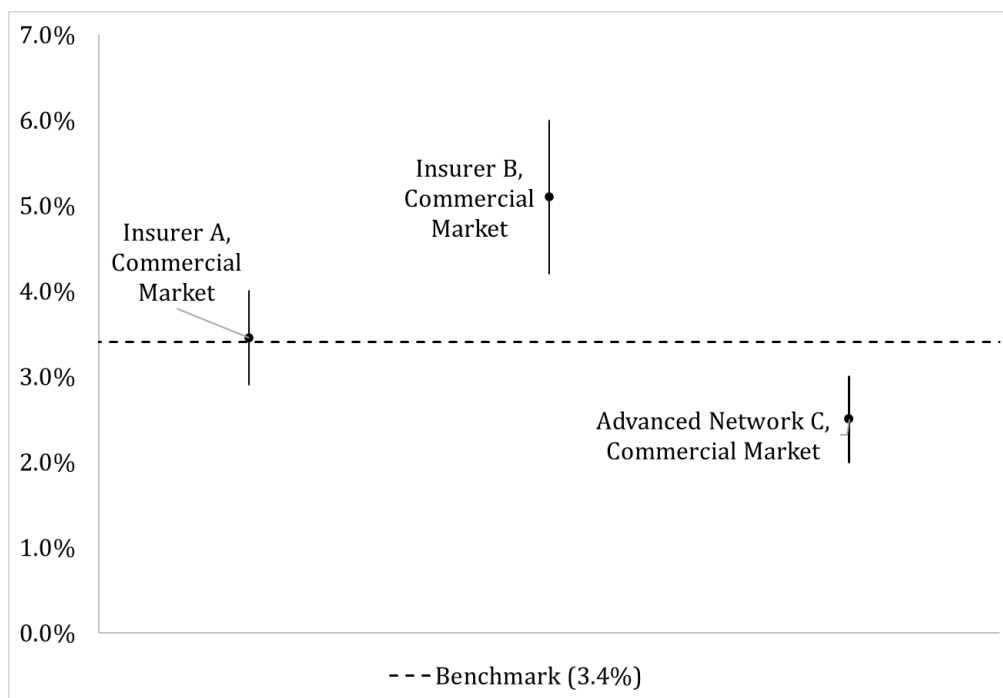 7.0%
6.0%
5.0%
4.0%
3.0%
2.0%
1.0%
0.0%
Insurer A,
Commercial
Market
Insurer B,
Commercial
Market
Advanced Network C,
Commercial Market
Benchmark (3.4%)